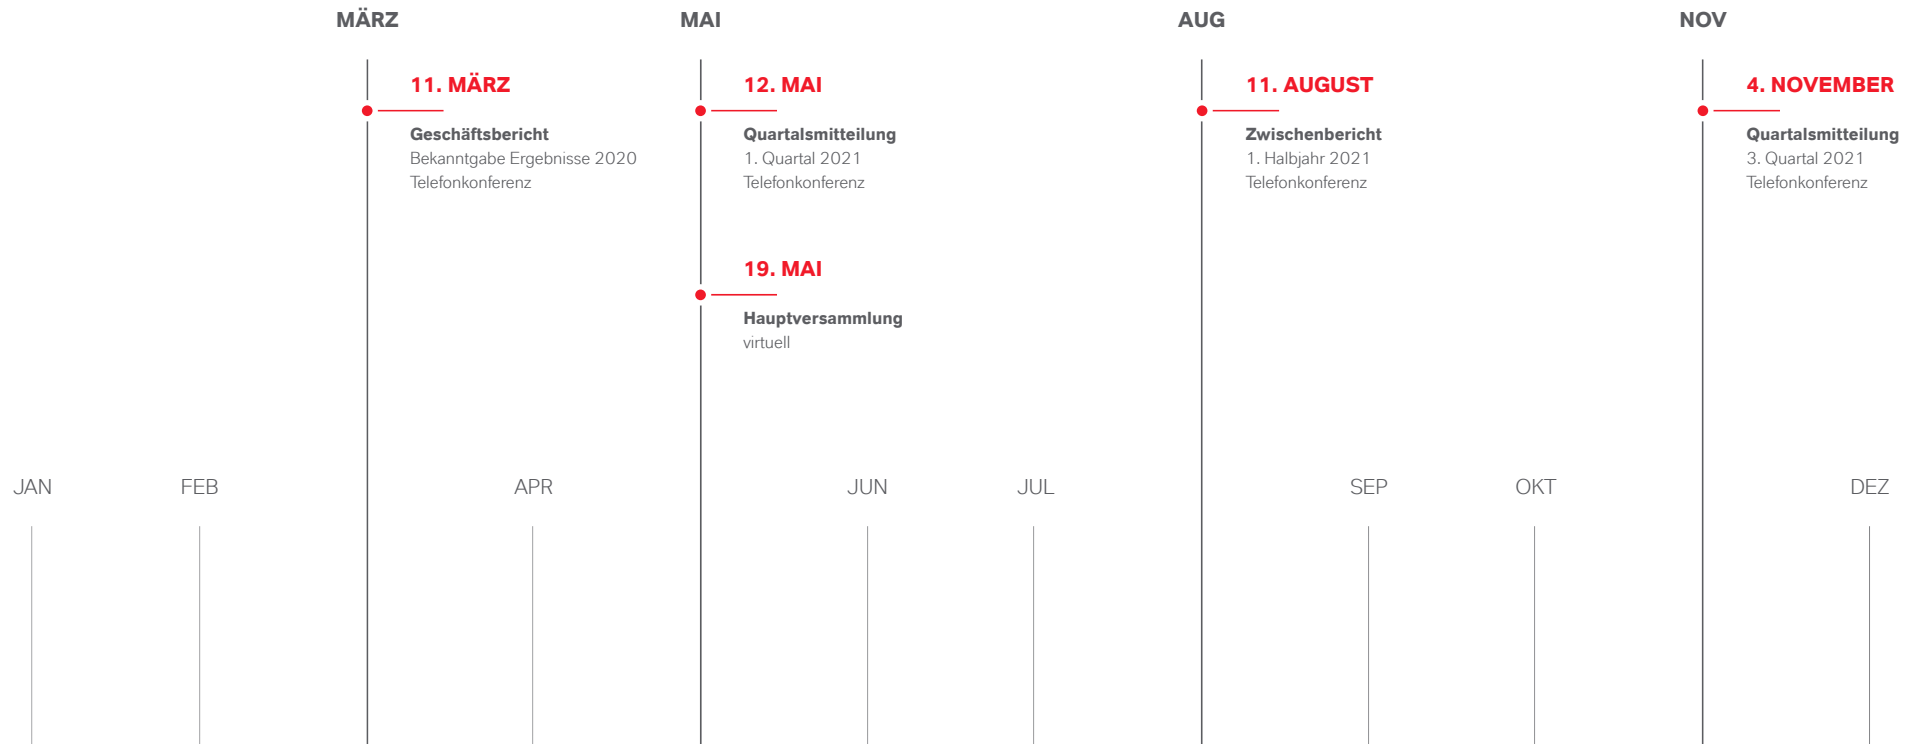 MÄRZ
11. MÄRZ
Geschäftsbericht
Bekanntgabe Ergebnisse 2020
Telefonkonferenz
MAI
12. MAI
Quartalsmitteilung
1. Quartal 2021
Telefonkonferenz
19. MAI
Hauptversammlung
virtuell
AUG
11. AUGUST
Zwischenbericht
1. Halbjahr 2021
Telefonkonferenz
NOV
4. NOVEMBER
Quartalsmitteilung
3. Quartal 2021
Telefonkonferenz
JAN
FEB
APR
JUN
JUL
SEP
OKT
DEZ